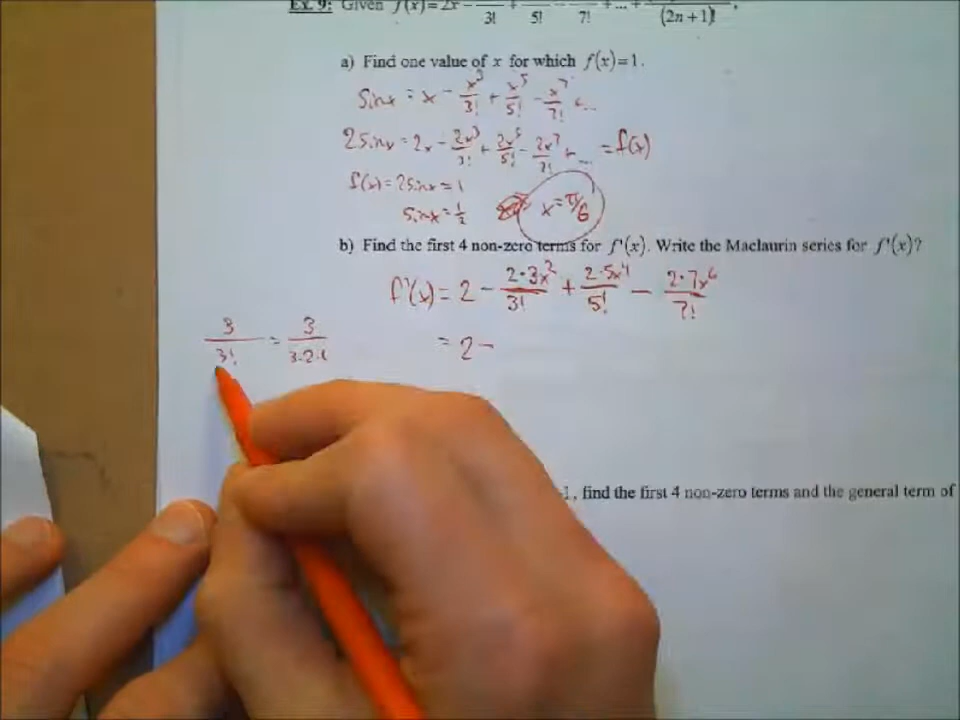 Ex. 9: Given f(x)=2x − — + — − — + ... + —,
3! 5! 7! (2n+1)!
a) Find one value of x for which f(x)=1.
sinx = x − x³/3! + x⁵/5! − x⁷/7! + ...
2sinx = 2x − 2x³/3! + 2x⁵/5! − 2x⁷/7! + ... = f(x)
f(x) = 2sinx = 1
sinx = 1/2 x = π/6
b) Find the first 4 non-zero terms for f'(x). Write the Maclaurin series for f'(x)?
f'(x) = 2 − 2·3x²/3! + 2·5x⁴/5! − 2·7x⁶/7!
3/3! = 3/3·2·1 = 2 −
1, find the first 4 non-zero terms and the general term of